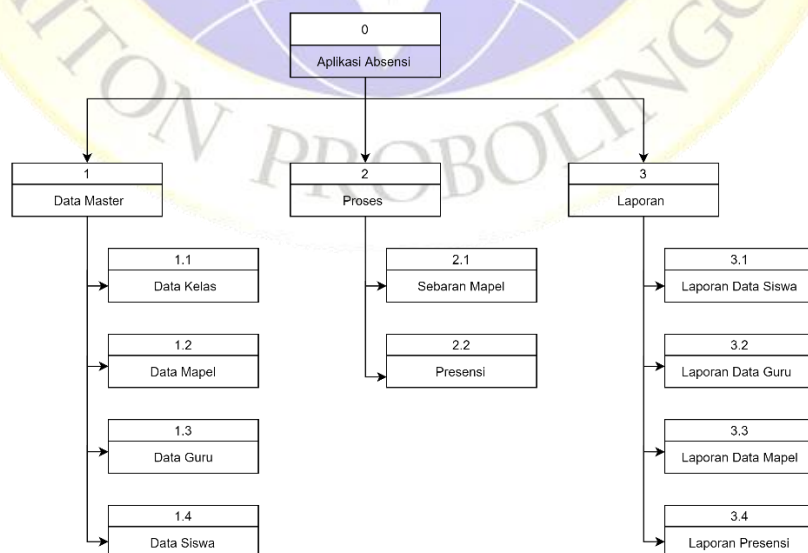 ITON PROBOLINGGO
0
Aplikasi Absensi
1
Data Master
2
Proses
3
Laporan
1.1
Data Kelas
2.1
Sebaran Mapel
3.1
Laporan Data Siswa
1.2
Data Mapel
2.2
Presensi
3.2
Laporan Data Guru
1.3
Data Guru
3.3
Laporan Data Mapel
1.4
Data Siswa
3.4
Laporan Presensi